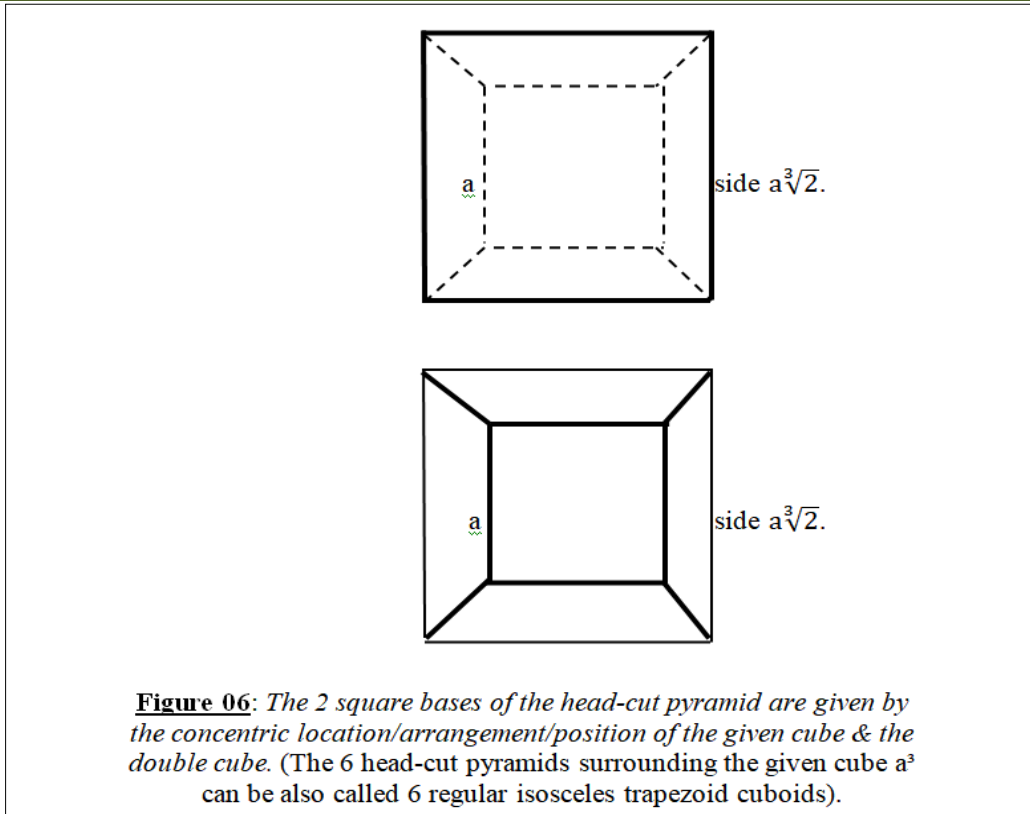 a
side a∛2.
a
side a∛2.
Figure 06: The 2 square bases of the head-cut pyramid are given by
the concentric location/arrangement/position of the given cube & the
double cube. (The 6 head-cut pyramids surrounding the given cube a³
can be also called 6 regular isosceles trapezoid cuboids).